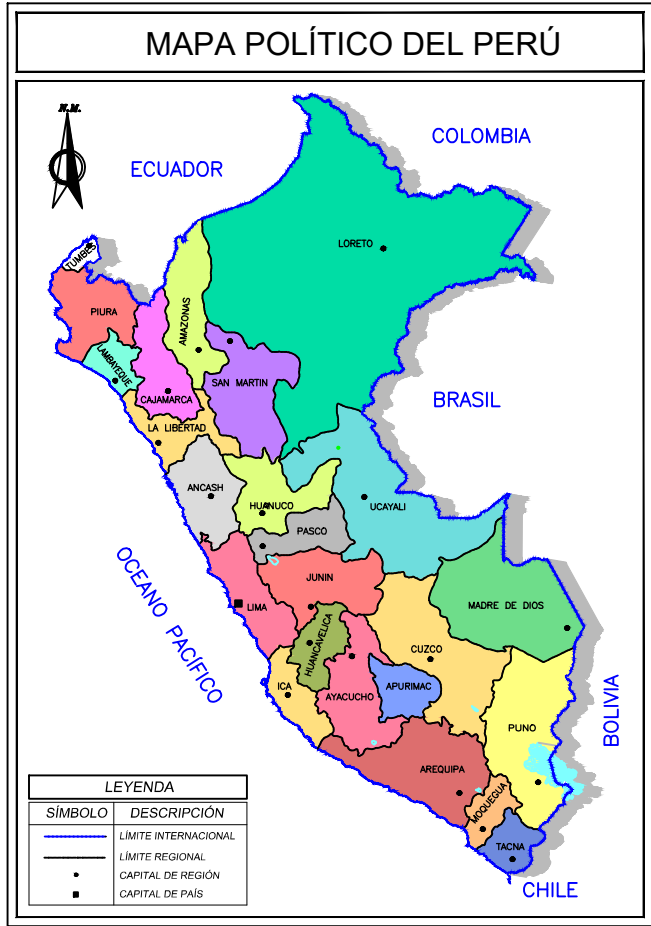 MAPA POLÍTICO DEL PERÚ
N.M.
COLOMBIA
ECUADOR
TUMBES
LORETO
PIURA
AMAZONAS
LAMBAYEQUE
SAN MARTIN
CAJAMARCA
BRASIL
LA LIBERTAD
ANCASH
HUANUCO
UCAYALI
PASCO
OCEANO PACÍFICO
JUNIN
LIMA
MADRE DE DIOS
HUANCAVELICA
CUZCO
ICA
AYACUCHO
APURIMAC
PUNO
BOLIVIA
AREQUIPA
MOQUEGUA
TACNA
CHILE
LEYENDA
SÍMBOLO DESCRIPCIÓN
LÍMITE INTERNACIONAL
LÍMITE REGIONAL
CAPITAL DE REGIÓN
CAPITAL DE PAÍS